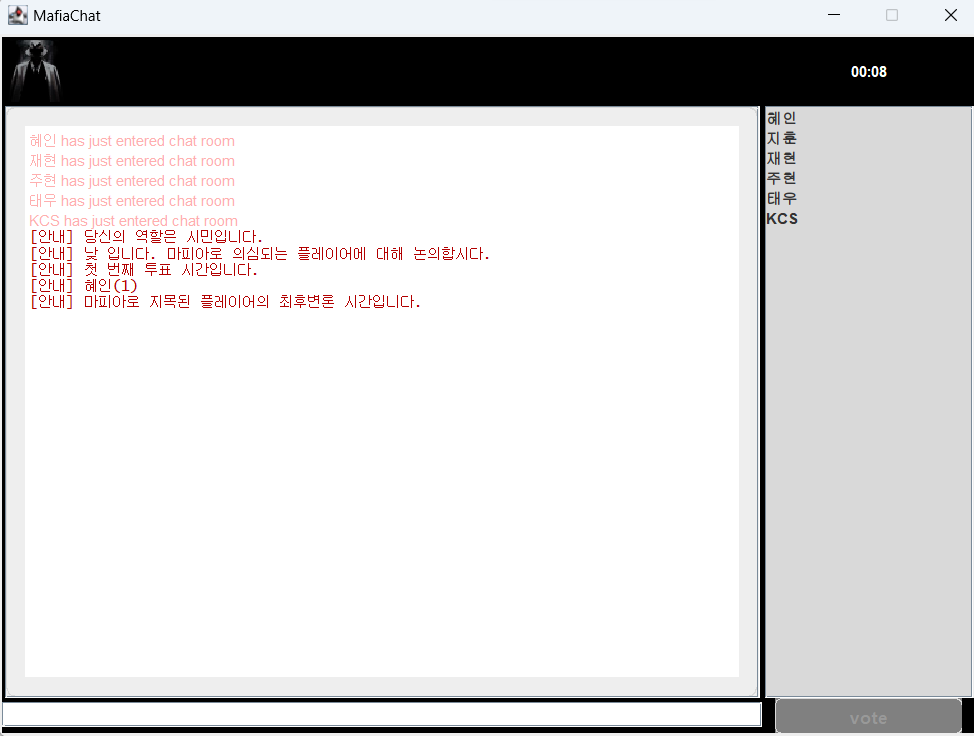 MafiaChat
00:08
혜인 has just entered chat room
재현 has just entered chat room
주현 has just entered chat room
태우 has just entered chat room
KCS has just entered chat room
[안내] 당신의 역할은 시민입니다.
[안내] 낮 입니다. 마피아로 의심되는 플레이어에 대해 논의합시다.
[안내] 첫 번째 투표 시간입니다.
[안내] 혜인(1)
[안내] 마피아로 지목된 플레이어의 최후변론 시간입니다.
혜인
지훈
재현
주현
태우
KCS
vote